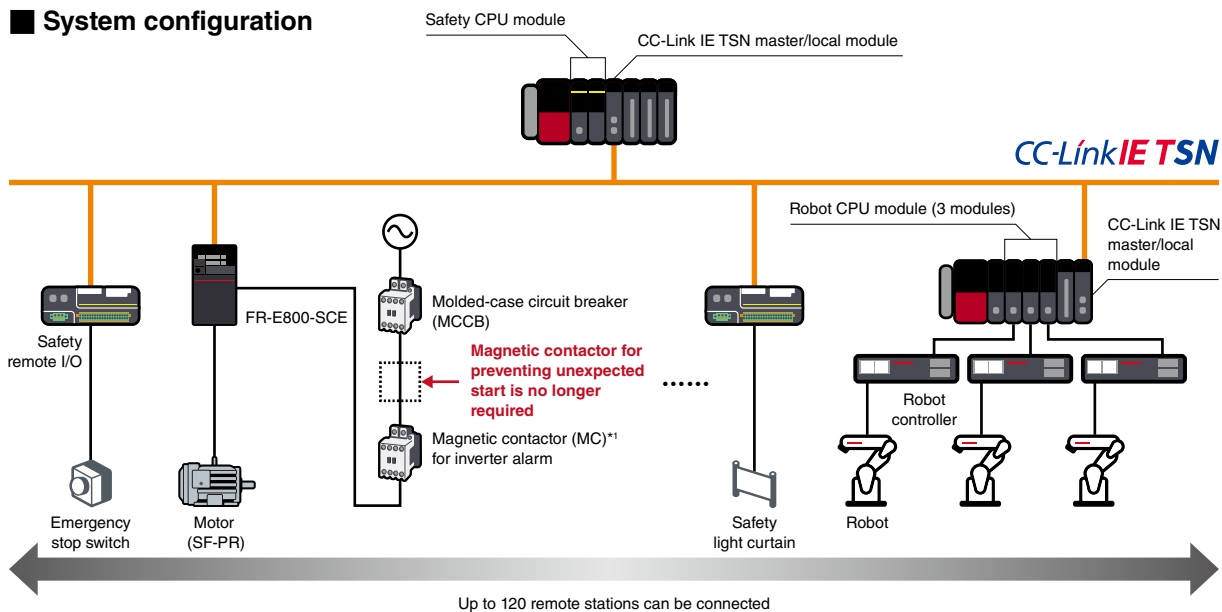 ■ System configuration
Safety CPU module
CC-Link IE TSN master/local module
CC-Link IE TSN
Robot CPU module (3 modules)
CC-Link IE TSN
master/local
module
Molded-case circuit breaker
(MCCB)
FR-E800-SCE
Safety
remote I/O
Magnetic contactor for
preventing unexpected
start is no longer
required
......
Robot
controller
Magnetic contactor (MC)*1
for inverter alarm
Emergency
stop switch
Motor
(SF-PR)
Safety
light curtain
Robot
Up to 120 remote stations can be connected